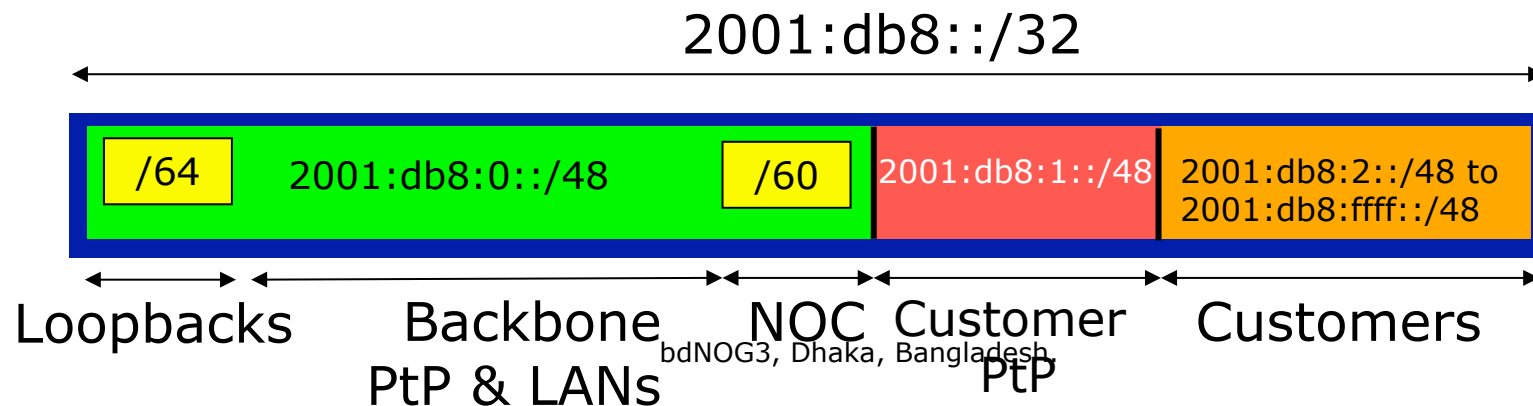 2001:db8::/32
/64
2001:db8:0::/48
/60
2001:db8:1::/48
2001:db8:2::/48 to
2001:db8:ffff::/48
Loopbacks
Backbone
PtP & LANs
NOC
Customer
PtP
Customers
bdNOG3, Dhaka, Bangladesh.